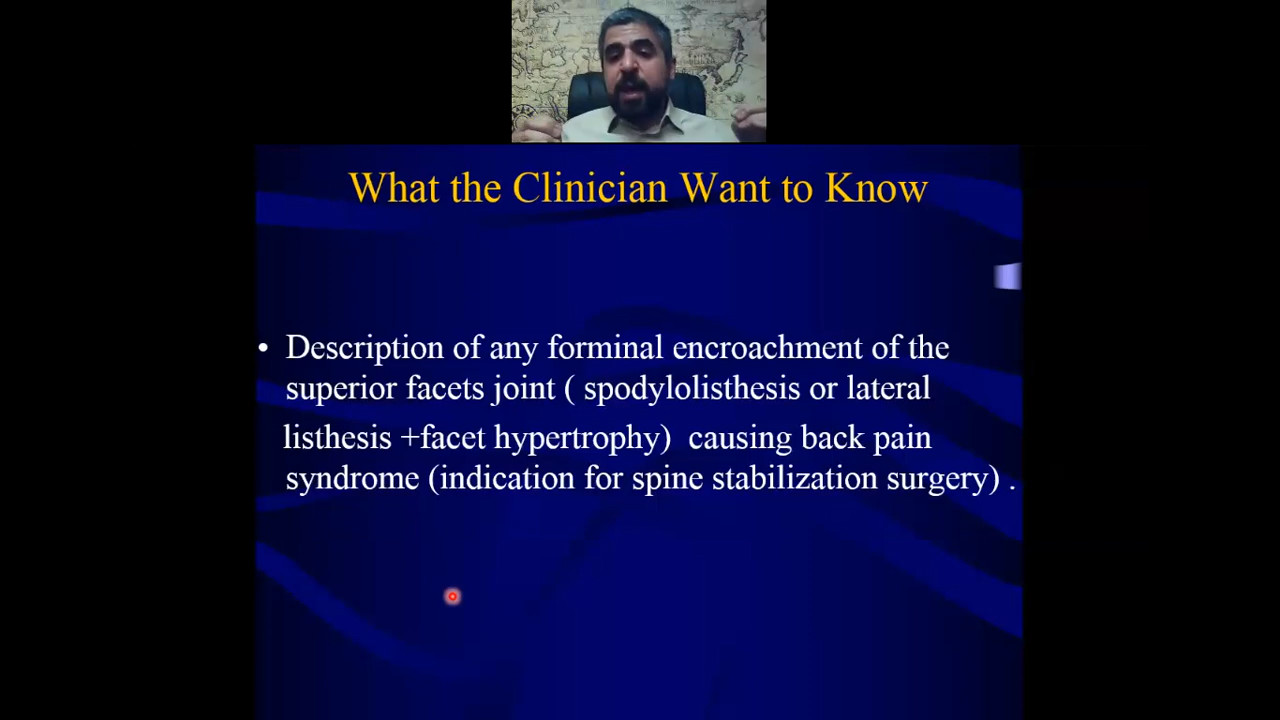 What the Clinician Want to Know
• Description of any forminal encroachment of the
superior facets joint ( spodylolisthesis or lateral
listhesis +facet hypertrophy) causing back pain
syndrome (indication for spine stabilization surgery) .